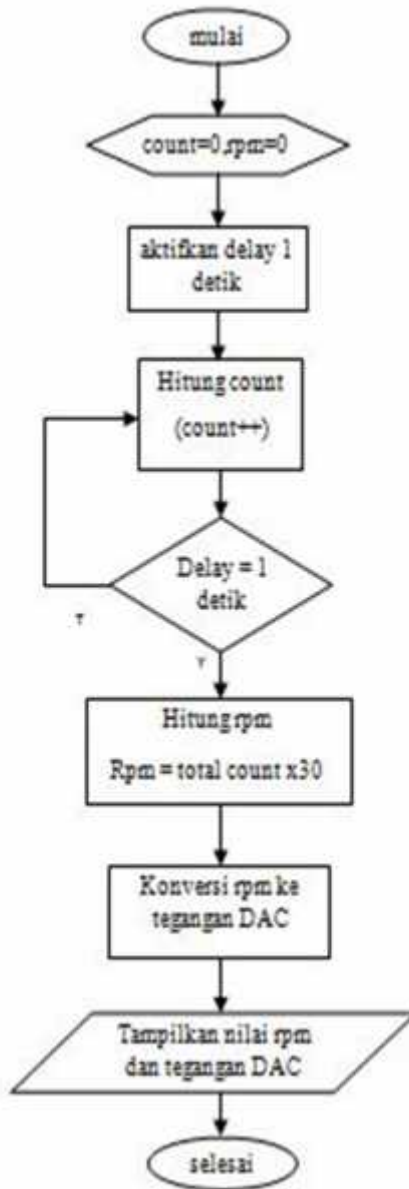 mulai
count=0,rpm=0
aktifkan delay 1
detik
Hitung count
(count++)
Delay = 1
detik
T
Y
Hitung rpm
Rpm = total count x30
Konversi rpm ke
tegangan DAC
Tampilkan nilai rpm
dan tegangan DAC
selesai